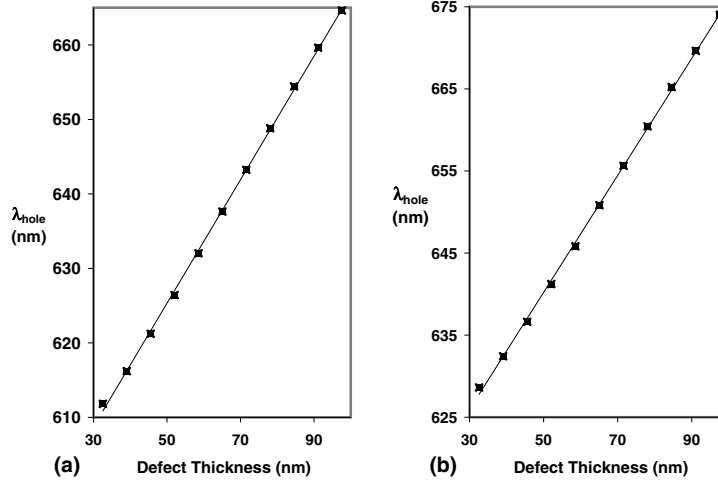 660
650
640
λhole
(nm)
630
620
610
30 50 70 90
(a) Defect Thickness (nm)
675
665
655
λhole
(nm)
645
635
625
30 50 70 90
(b) Defect Thickness (nm)